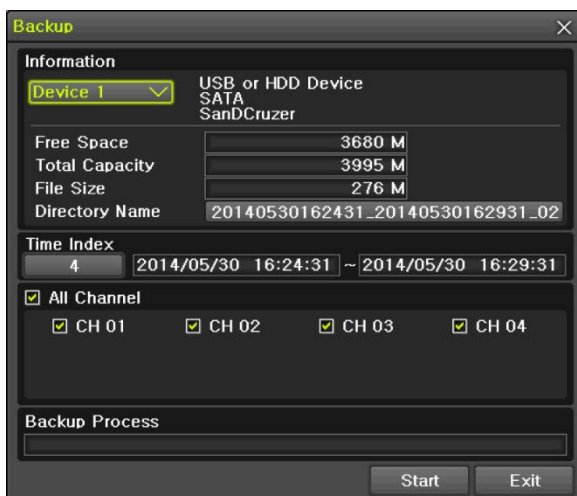 Backup
Information
Device 1
USB or HDD Device
SATA
SanDCruzer
Free Space 3680 M
Total Capacity 3995 M
File Size 276 M
Directory Name 20140530162431_20140530162931_02
Time Index
4 2014/05/30 16:24:31 ~ 2014/05/30 16:29:31
All Channel
CH 01 CH 02 CH 03 CH 04
Backup Process
Start Exit